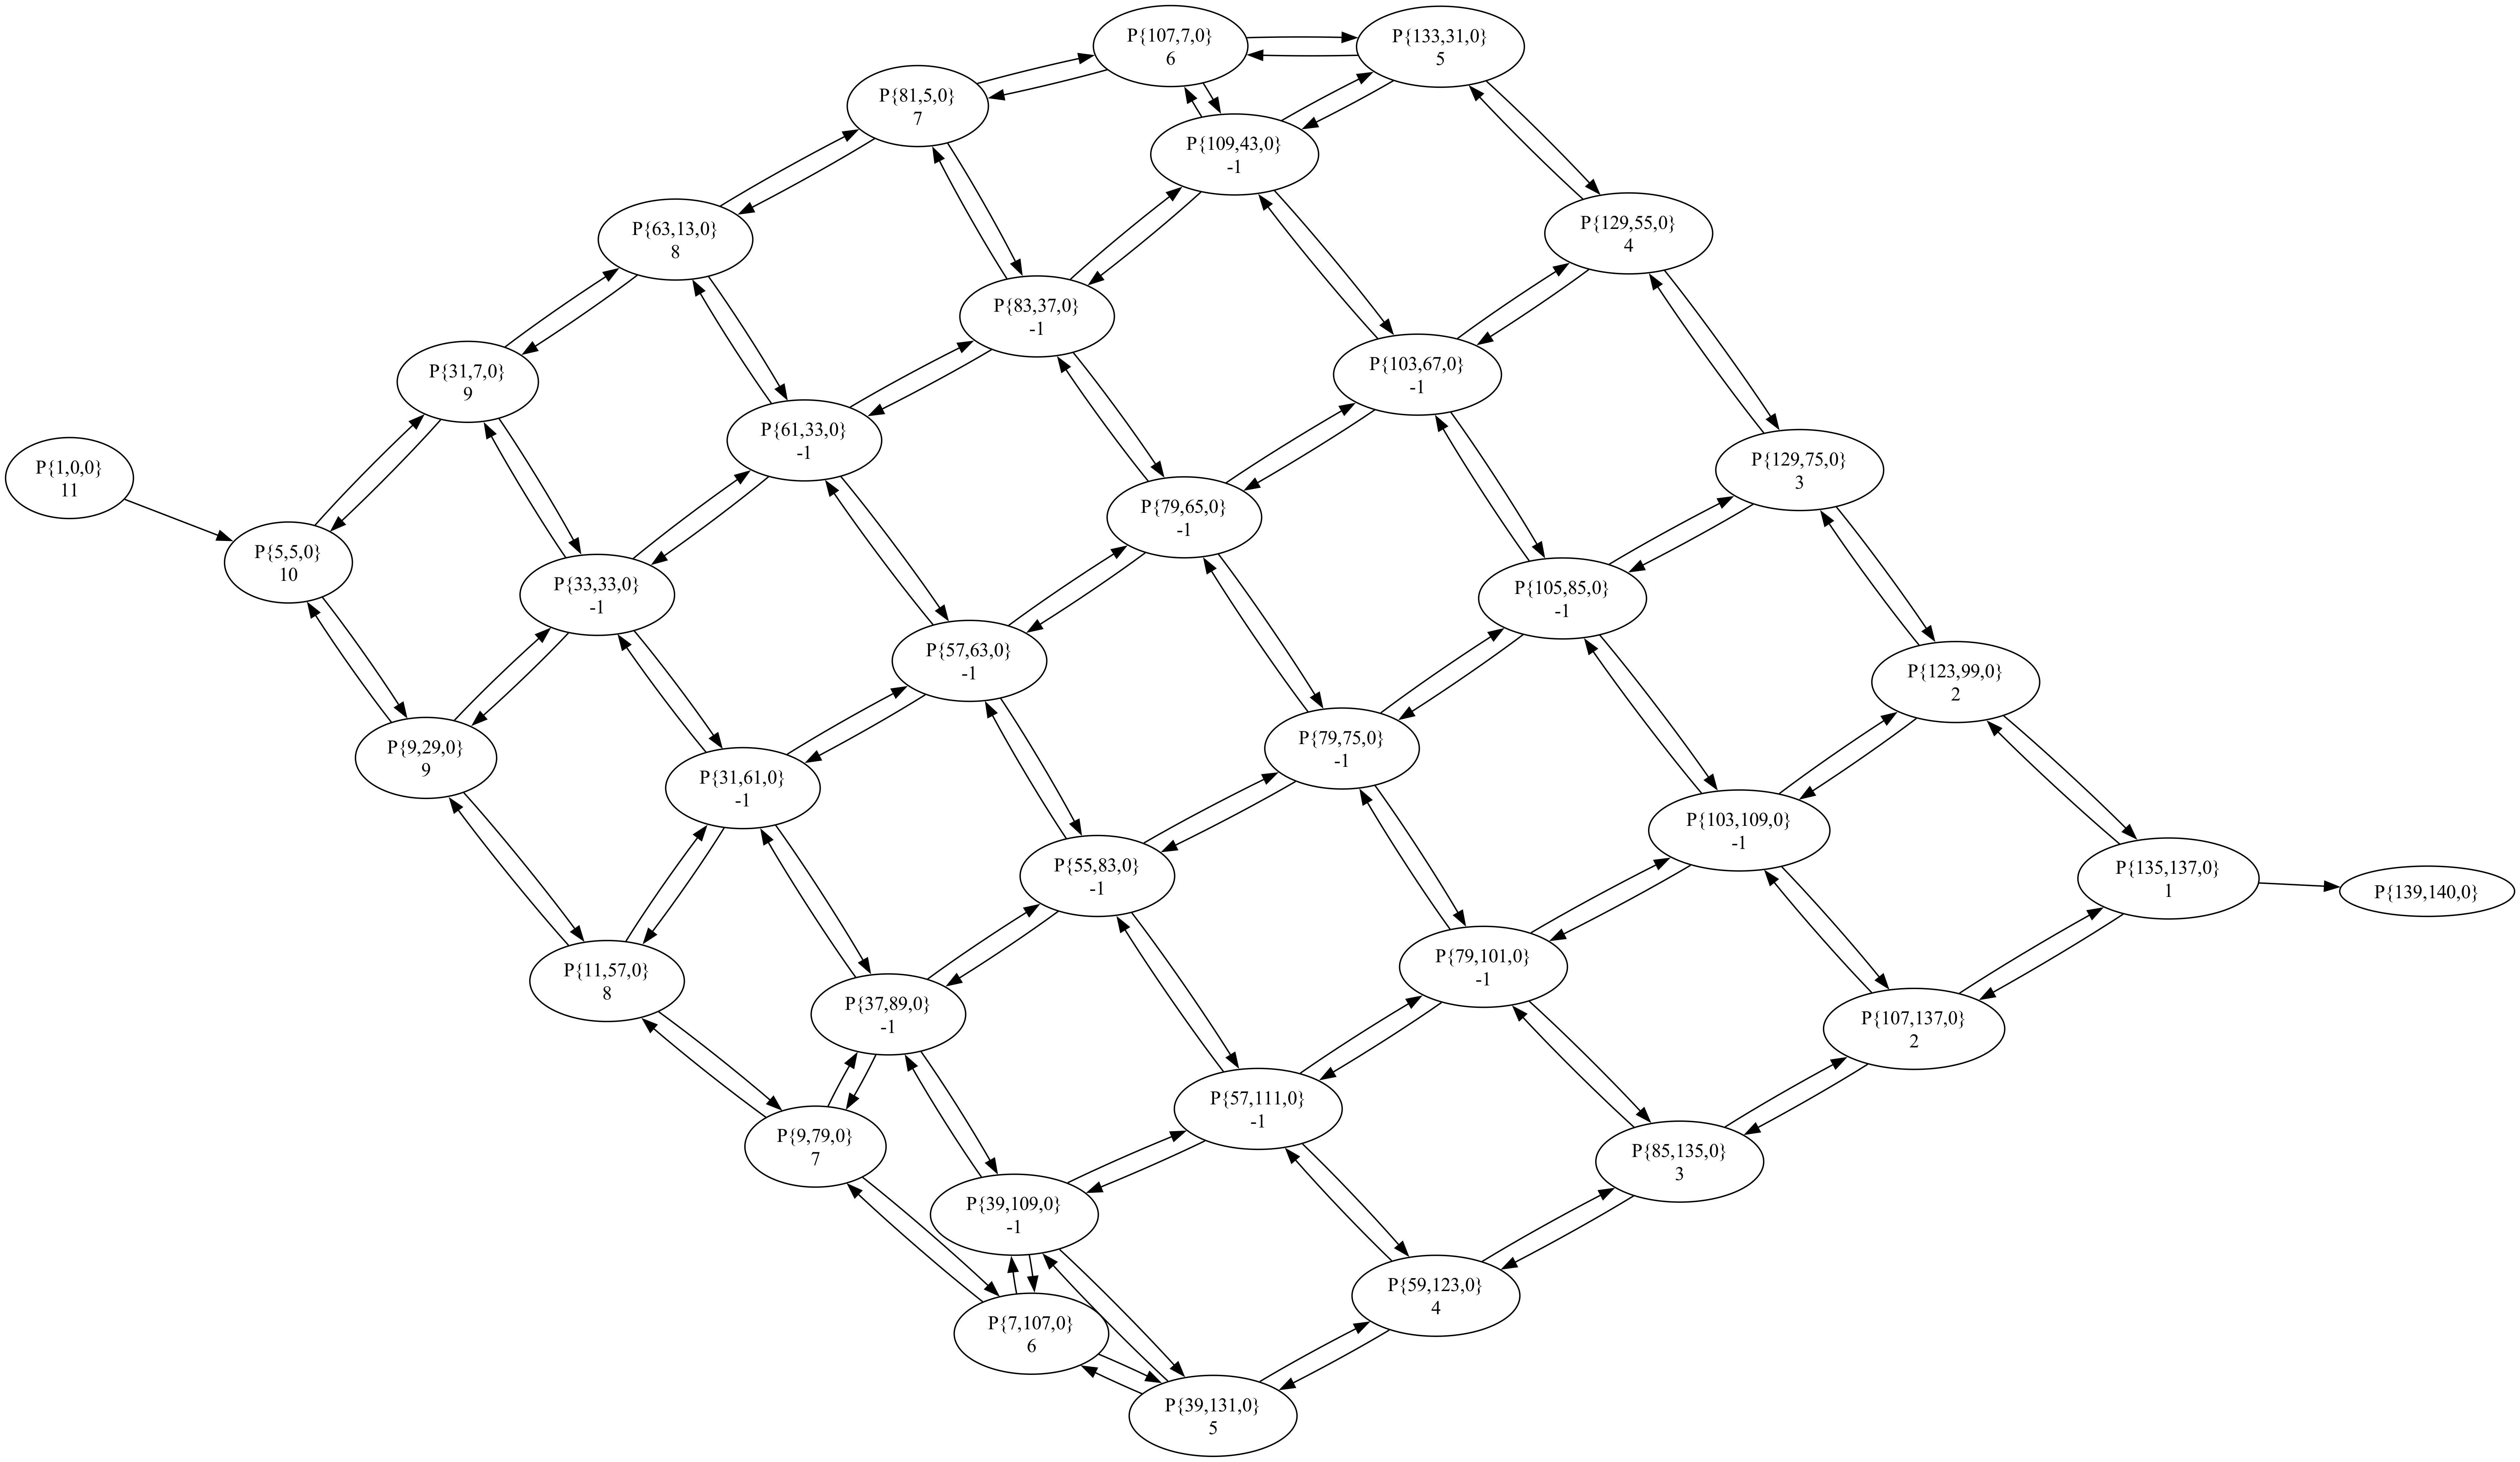 P{107,7,0}
6
P{133,31,0}
5
P{81,5,0}
7
P{109,43,0}
-1
P{63,13,0}
8
P{129,55,0}
4
P{83,37,0}
-1
P{31,7,0}
9
P{103,67,0}
-1
P{61,33,0}
-1
P{129,75,0}
3
P{1,0,0}
11
P{79,65,0}
-1
P{5,5,0}
10
P{33,33,0}
-1
P{105,85,0}
-1
P{57,63,0}
-1
P{123,99,0}
2
P{9,29,0}
9
P{79,75,0}
-1
P{31,61,0}
-1
P{103,109,0}
-1
P{55,83,0}
-1
P{135,137,0}
1
P{139,140,0}
P{79,101,0}
-1
P{11,57,0}
8
P{37,89,0}
-1
P{107,137,0}
2
P{57,111,0}
-1
P{9,79,0}
7
P{85,135,0}
3
P{39,109,0}
-1
P{59,123,0}
4
P{7,107,0}
6
P{39,131,0}
5